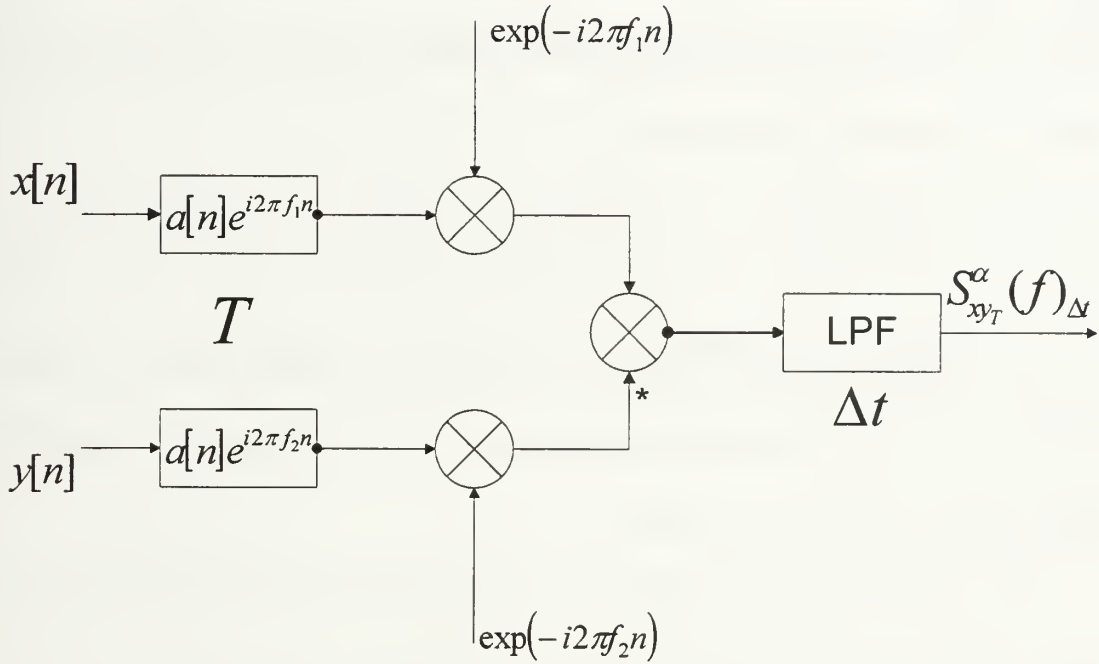 exp(−i2πf₁n)
x[n]
a[n]e^{i2πf₁n}
T
S^α_{xy_T}(f)_{Δt}
LPF
*
Δt
a[n]e^{i2πf₂n}
y[n]
exp(−i2πf₂n)